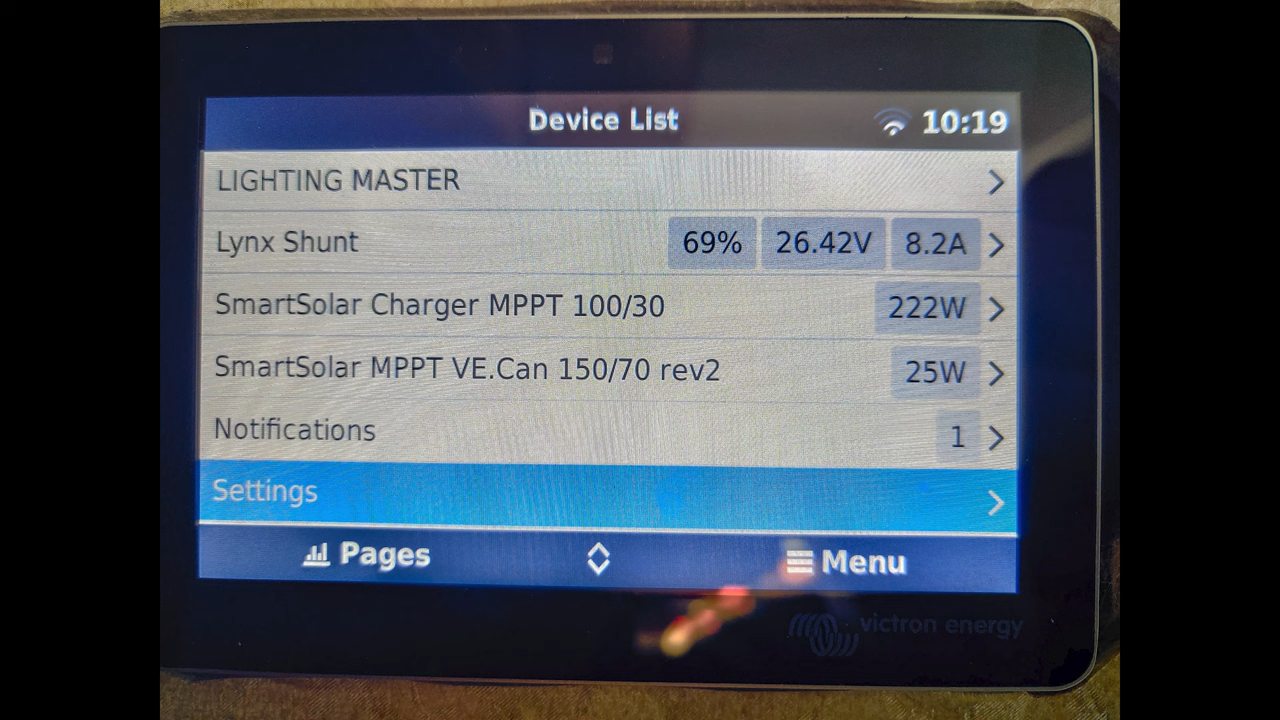 Device List 10:19
LIGHTING MASTER
Lynx Shunt 69% 26.42V 8.2A
SmartSolar Charger MPPT 100/30 222W
SmartSolar MPPT VE.Can 150/70 rev2 25W
Notifications 1
Settings
Pages Menu
victron energy